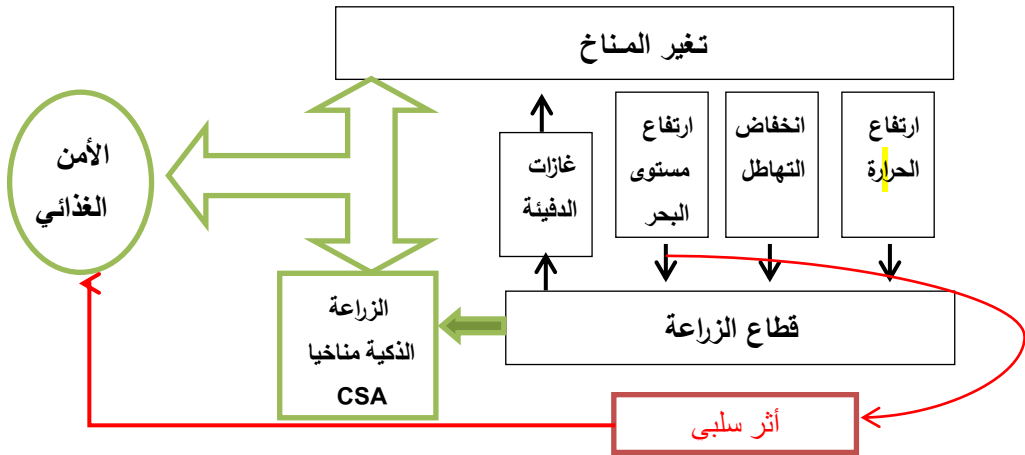 تغير المناخ
ارتفاع
الحرارة
انخفاض
التهاطل
ارتفاع
مستوى
البحر
غازات
الدفيئة
الأمن
الغذائي
قطاع الزراعة
الزراعة
الذكية مناخيا
CSA
أثر سلبى